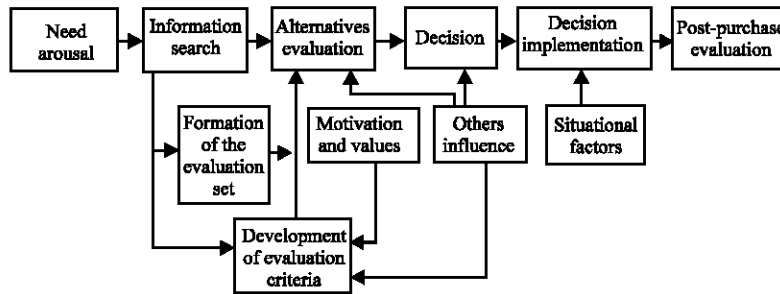 Need
arousal
Information
search
Alternatives
evaluation
Decision
Decision
implementation
Post-purchase
evaluation
Formation
of the
evaluation
set
Motivation
and values
Others
influence
Situational
factors
Development
of evaluation
criteria